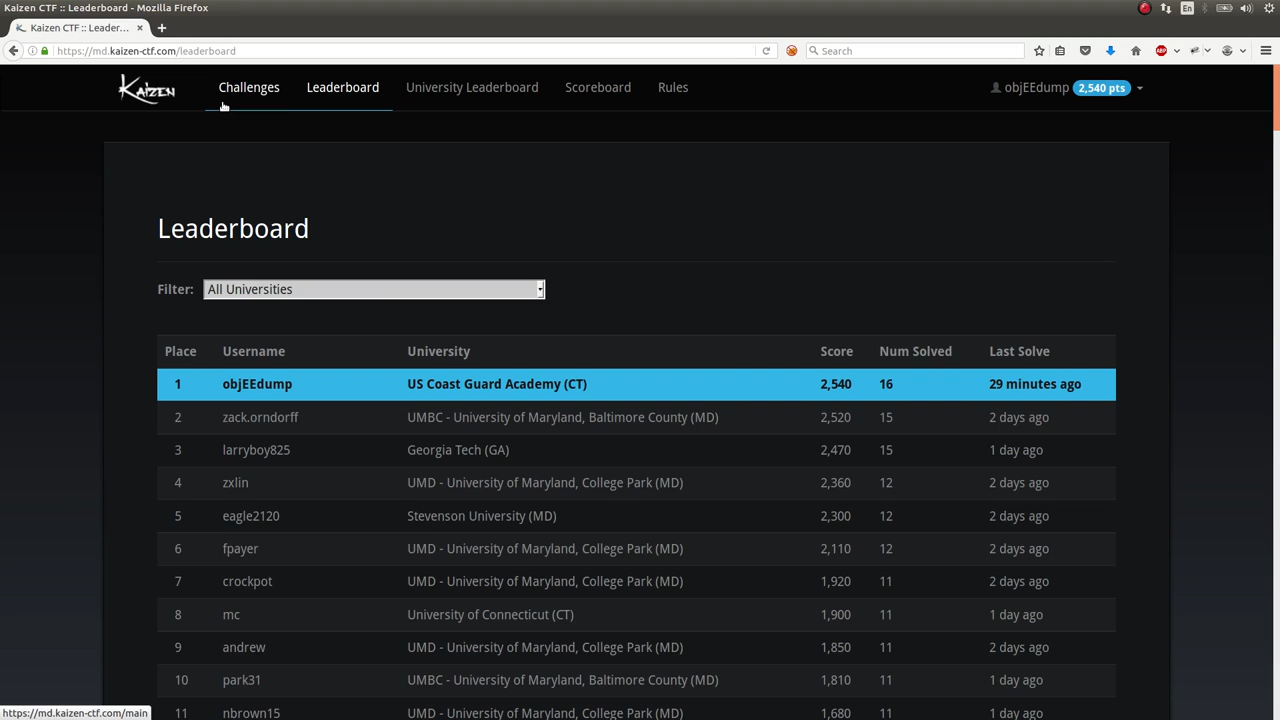 Kaizen CTF :: Leaderboard - Mozilla Firefox
En
Kaizen CTF :: Leader... × +
https://md.kaizen-ctf.com/leaderboard Search ABP
KAIZEN Challenges Leaderboard University Leaderboard Scoreboard Rules objEEdump 2,540 pts
Leaderboard
Filter: All Universities
Place Username University Score Num Solved Last Solve
1 objEEdump US Coast Guard Academy (CT) 2,540 16 29 minutes ago
2 zack.orndorff UMBC - University of Maryland, Baltimore County (MD) 2,520 15 2 days ago
3 larryboy825 Georgia Tech (GA) 2,470 15 1 day ago
4 zxlin UMD - University of Maryland, College Park (MD) 2,360 12 2 days ago
5 eagle2120 Stevenson University (MD) 2,300 12 2 days ago
6 fpayer UMD - University of Maryland, College Park (MD) 2,110 12 2 days ago
7 crockpot UMD - University of Maryland, College Park (MD) 1,920 11 2 days ago
8 mc University of Connecticut (CT) 1,900 11 1 day ago
9 andrew UMD - University of Maryland, College Park (MD) 1,850 11 2 days ago
10 park31 UMBC - University of Maryland, Baltimore County (MD) 1,810 11 1 day ago
11 nbrown15 UMD - University of Maryland, College Park (MD) 1,680 11 1 day ago
https://md.kaizen-ctf.com/main